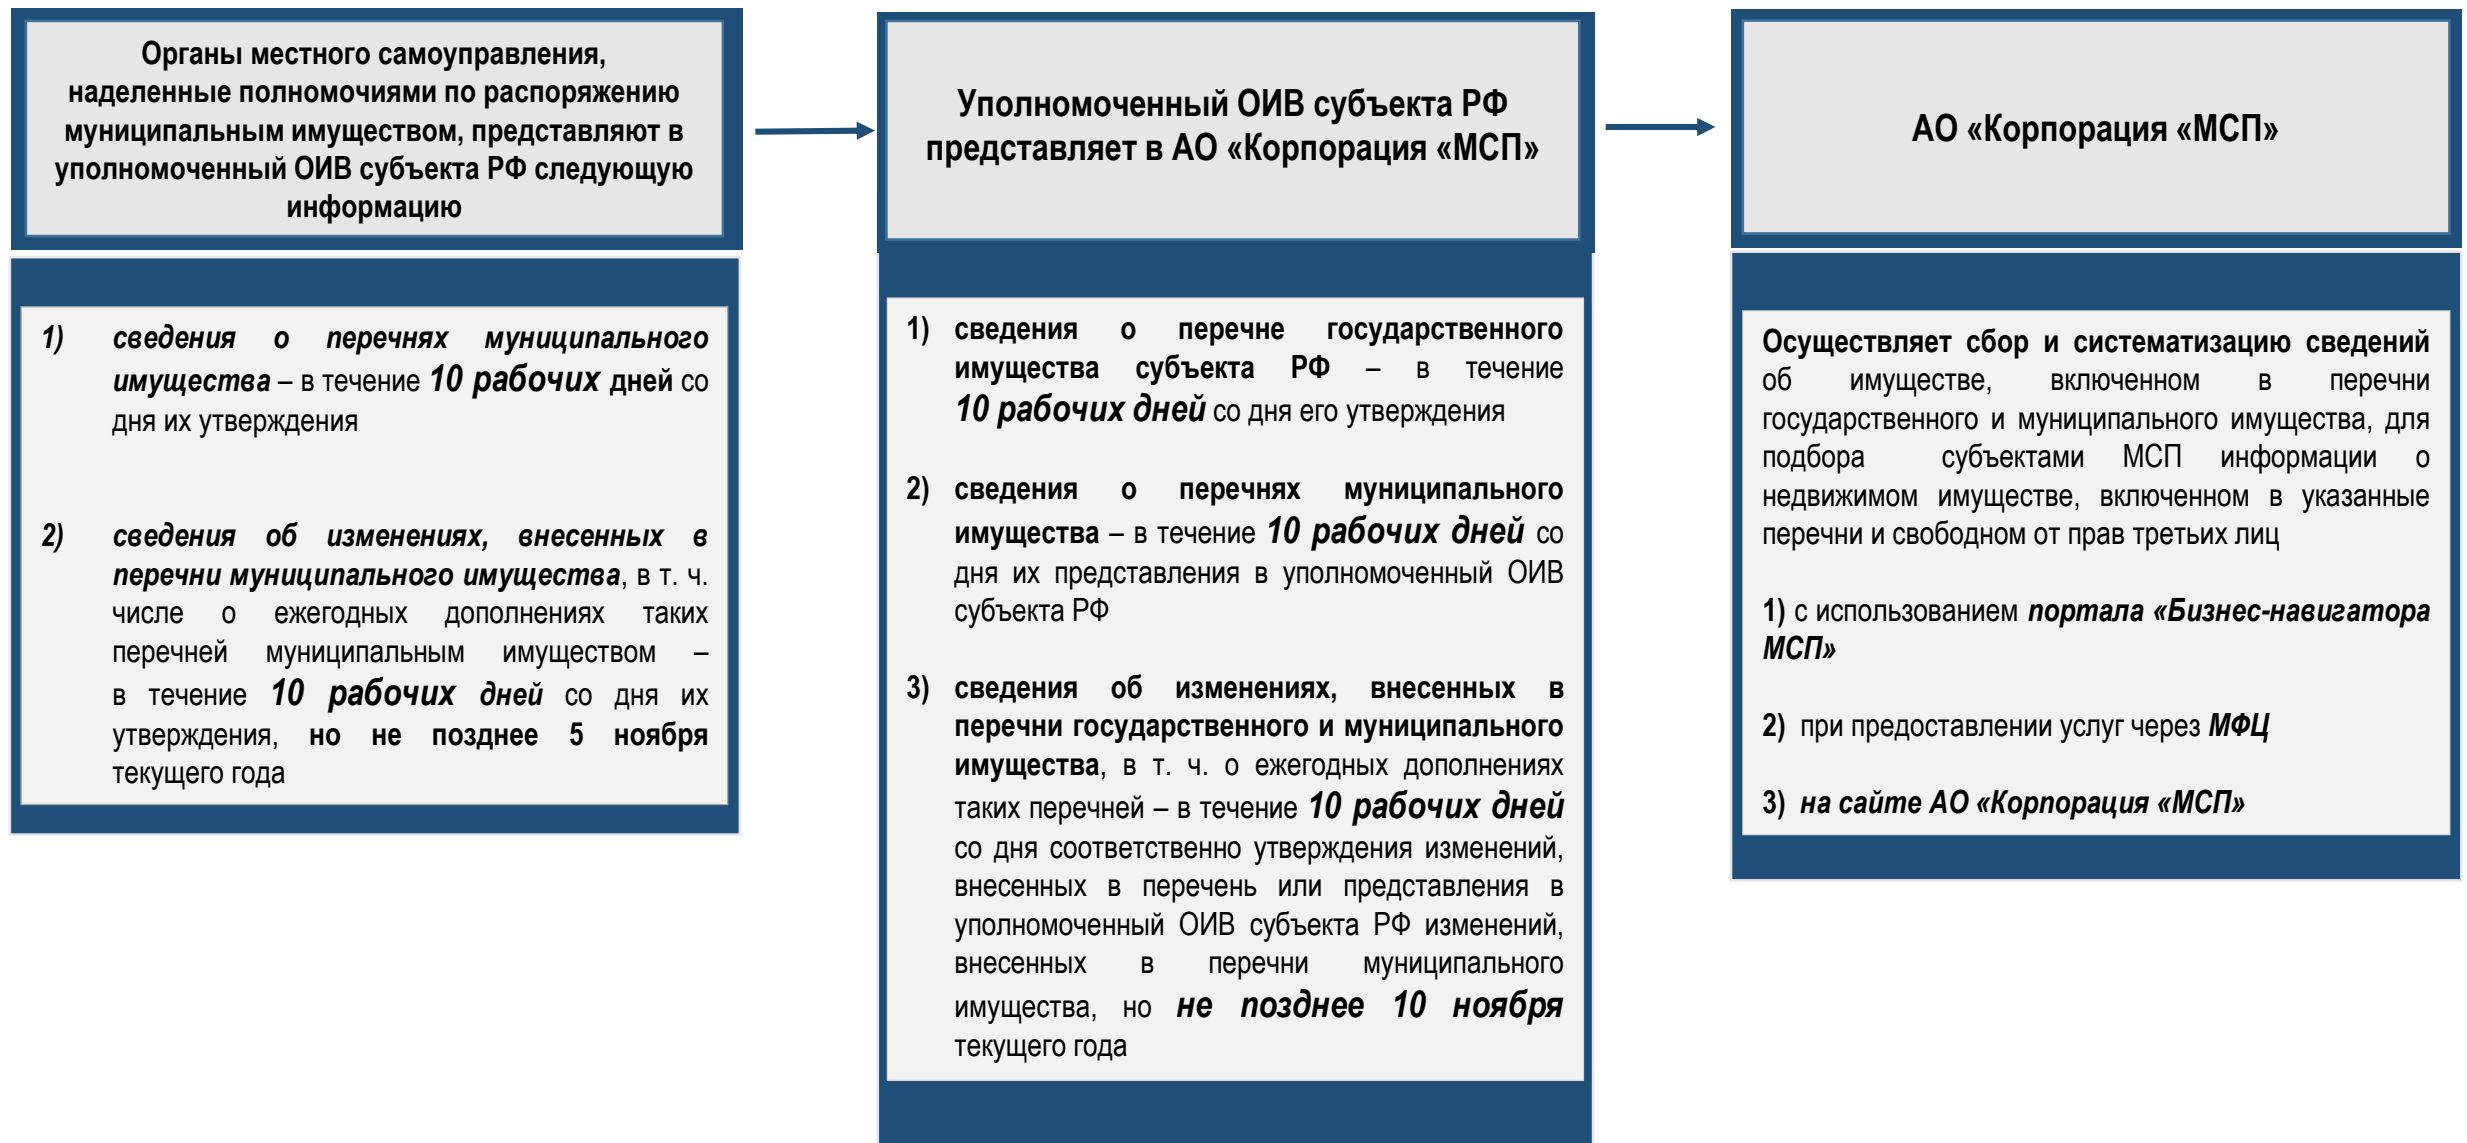 Органы местного самоуправления,
наделенные полномочиями по распоряжению
муниципальным имуществом, представляют в
уполномоченный ОИВ субъекта РФ следующую
информацию
1) сведения о перечнях муниципального
имущества – в течение 10 рабочих дней со
дня их утверждения
2) сведения об изменениях, внесенных в
перечни муниципального имущества, в т. ч.
числе о ежегодных дополнениях таких
перечней муниципальным имуществом –
в течение 10 рабочих дней со дня их
утверждения, но не позднее 5 ноября
текущего года
Уполномоченный ОИВ субъекта РФ
представляет в АО «Корпорация «МСП»
1) сведения о перечне государственного
имущества субъекта РФ – в течение
10 рабочих дней со дня его утверждения
2) сведения о перечнях муниципального
имущества – в течение 10 рабочих дней со
дня их представления в уполномоченный ОИВ
субъекта РФ
3) сведения об изменениях, внесенных в
перечни государственного и муниципального
имущества, в т. ч. о ежегодных дополнениях
таких перечней – в течение 10 рабочих дней
со дня соответственно утверждения изменений,
внесенных в перечень или представления в
уполномоченный ОИВ субъекта РФ изменений,
внесенных в перечни муниципального
имущества, но не позднее 10 ноября
текущего года
АО «Корпорация «МСП»
Осуществляет сбор и систематизацию сведений
об имуществе, включенном в перечни
государственного и муниципального имущества, для
подбора субъектами МСП информации о
недвижимом имуществе, включенном в указанные
перечни и свободном от прав третьих лиц
1) с использованием портала «Бизнес-навигатора
МСП»
2) при предоставлении услуг через МФЦ
3) на сайте АО «Корпорация «МСП»